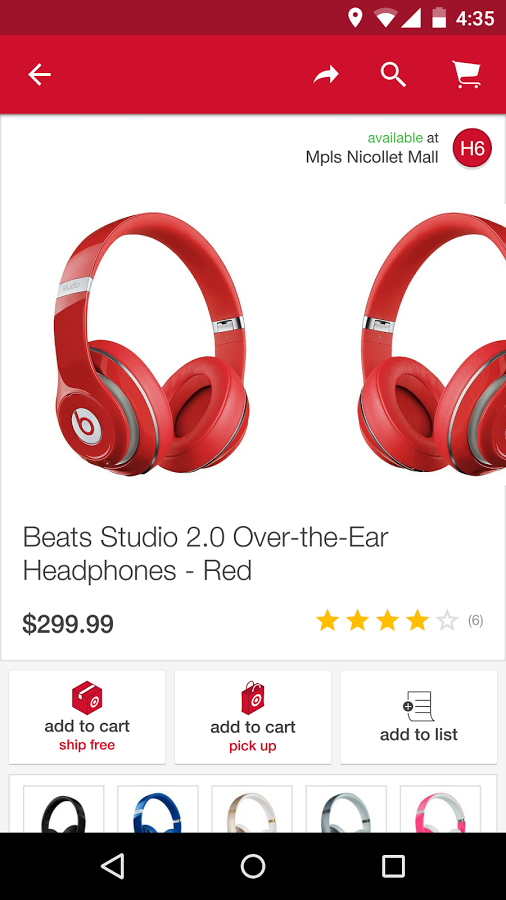 4:35
available at
Mpls Nicollet Mall
H6
studio
b
Beats Studio 2.0 Over-the-Ear
Headphones - Red
$299.99
(6)
add to cart
ship free
add to cart
pick up
add to list